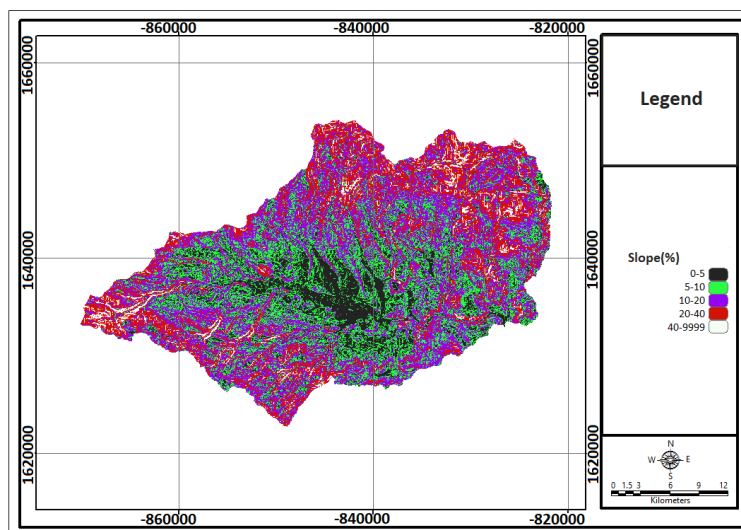 -860000 -840000 -820000
1660000 1660000
1640000 1640000
1620000 1620000
-860000 -840000 -820000
Legend
Slope(%)
0-5
5-10
10-20
20-40
40-9999
N
W E
S
0 1.5 3 6 9 12
Kilometers